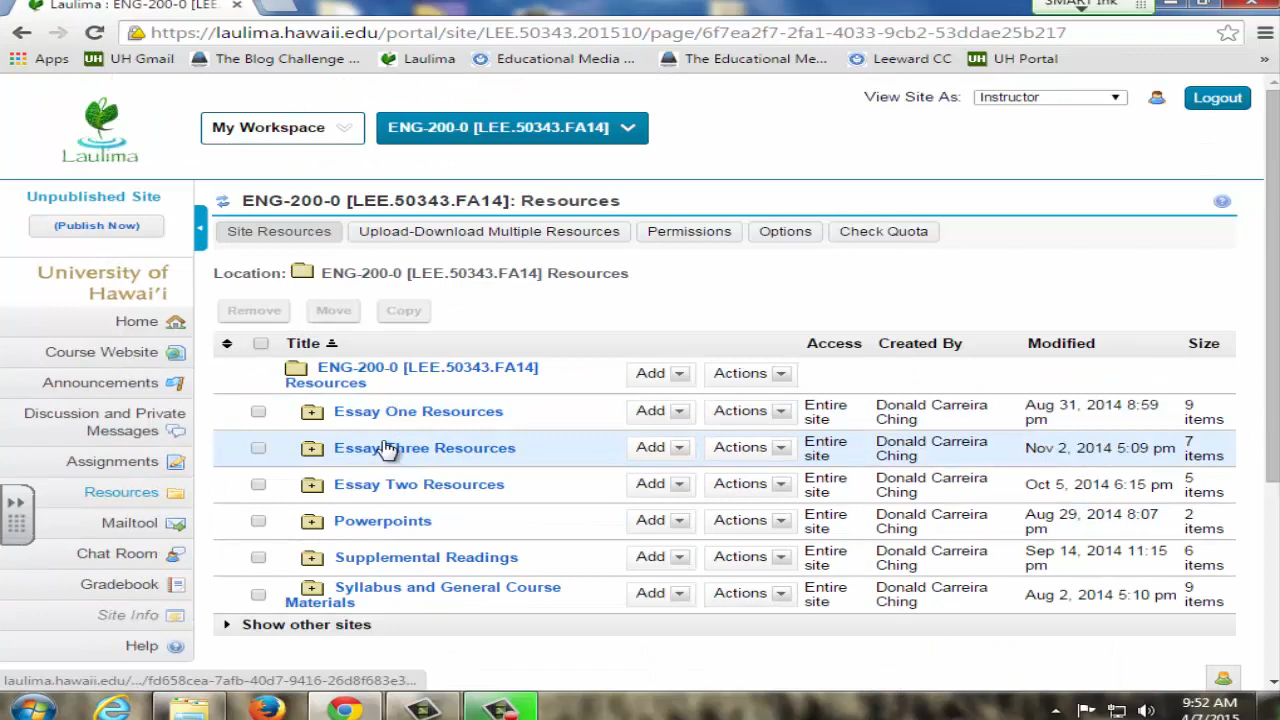 Laulima : ENG-200-0 [LEE. ×
SMART Ink
https://laulima.hawaii.edu/portal/site/LEE.50343.201510/page/6f7ea2f7-2fa1-4033-9cb2-53ddae25b217
Apps UH Gmail The Blog Challenge ... Laulima Educational Media ... The Educational Me... Leeward CC UH Portal »
View Site As: Instructor Logout
My Workspace ENG-200-0 [LEE.50343.FA14]
Laulima
Unpublished Site
(Publish Now)
ENG-200-0 [LEE.50343.FA14]: Resources
Site Resources Upload-Download Multiple Resources Permissions Options Check Quota
University of
Hawai'i
Home
Course Website
Announcements
Discussion and Private
Messages
Assignments
Resources
Mailtool
Chat Room
Gradebook
Site Info
Help
Location: ENG-200-0 [LEE.50343.FA14] Resources
Remove Move Copy
Title Access Created By Modified Size
ENG-200-0 [LEE.50343.FA14]
Resources Add Actions
Essay One Resources Add Actions Entire site Donald Carreira Ching Aug 31, 2014 8:59 pm 9 items
Essay Three Resources Add Actions Entire site Donald Carreira Ching Nov 2, 2014 5:09 pm 7 items
Essay Two Resources Add Actions Entire site Donald Carreira Ching Oct 5, 2014 6:15 pm 5 items
Powerpoints Add Actions Entire site Donald Carreira Ching Aug 29, 2014 8:07 pm 2 items
Supplemental Readings Add Actions Entire site Donald Carreira Ching Sep 14, 2014 11:15 pm 6 items
Syllabus and General Course
Materials Add Actions Entire site Donald Carreira Ching Aug 2, 2014 5:10 pm 9 items
Show other sites
laulima.hawaii.edu/.../fd658cea-7afb-40d7-9416-26d8f683e3...
9:52 AM
4/7/2015